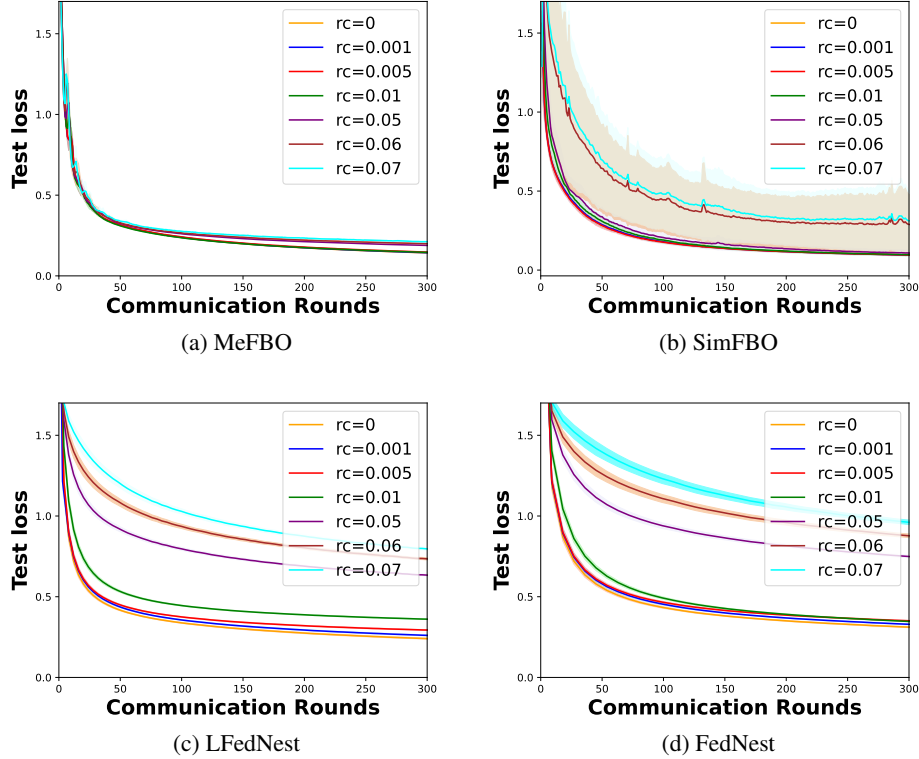 Test loss
1.5
1.0
0.5
0.0
rc=0
rc=0.001
rc=0.005
rc=0.01
rc=0.05
rc=0.06
rc=0.07
0 50 100 150 200 250 300
Communication Rounds
(a) MeFBO
Test loss
1.5
1.0
0.5
0.0
rc=0
rc=0.001
rc=0.005
rc=0.01
rc=0.05
rc=0.06
rc=0.07
0 50 100 150 200 250 300
Communication Rounds
(b) SimFBO
Test loss
1.5
1.0
0.5
0.0
rc=0
rc=0.001
rc=0.005
rc=0.01
rc=0.05
rc=0.06
rc=0.07
0 50 100 150 200 250 300
Communication Rounds
(c) LFedNest
Test loss
1.5
1.0
0.5
0.0
rc=0
rc=0.001
rc=0.005
rc=0.01
rc=0.05
rc=0.06
rc=0.07
0 50 100 150 200 250 300
Communication Rounds
(d) FedNest